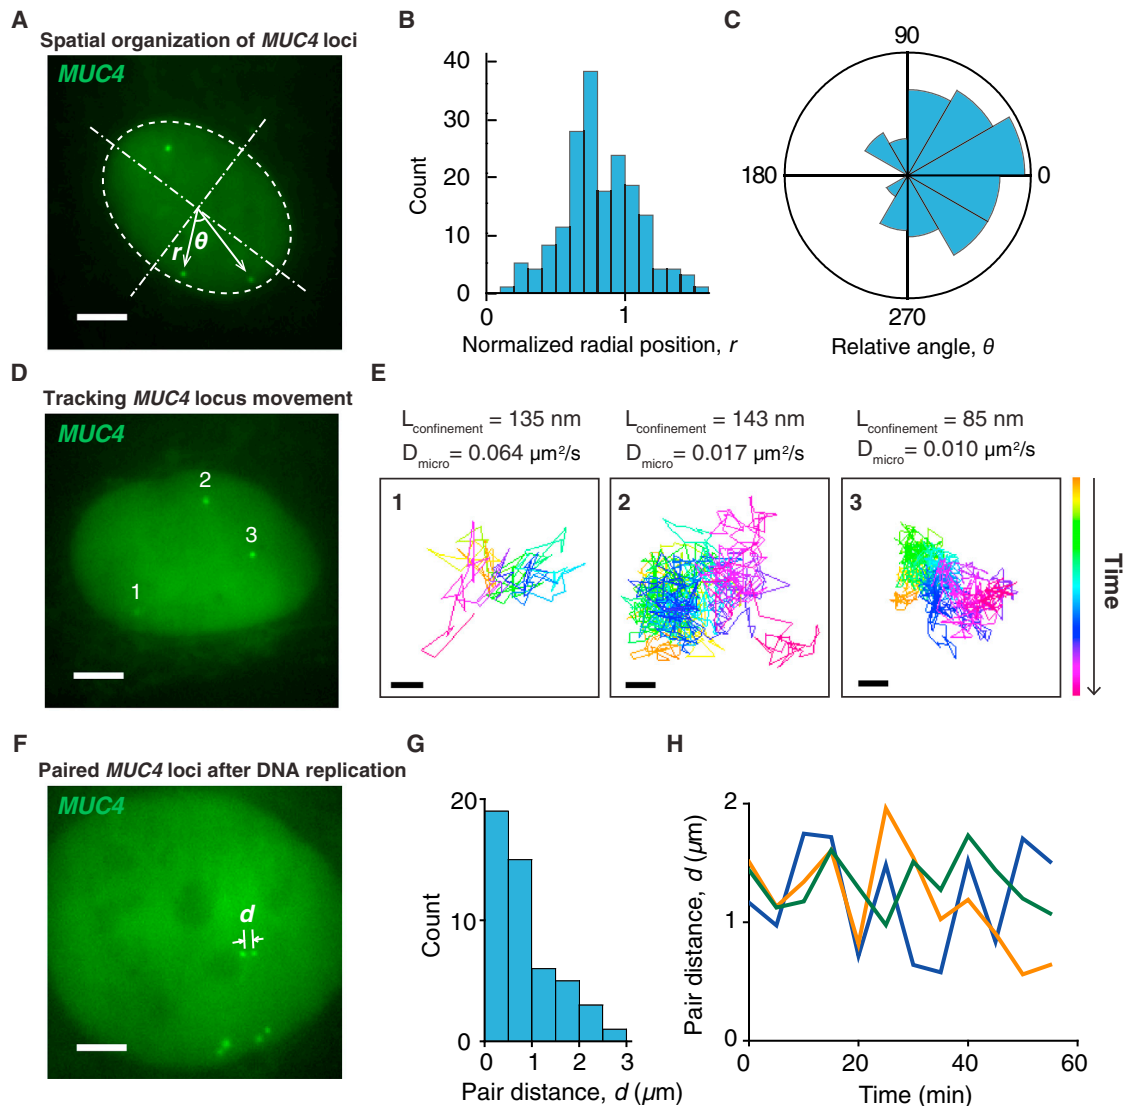 A
Spatial organization of MUC4 loci
MUC4
r
θ
B
40
30
20
10
0
Count
0
1
Normalized radial position, r
C
90
180
0
270
Relative angle, θ
D
Tracking MUC4 locus movement
MUC4
2
3
1
E
Lconfinement = 135 nm
Dmicro= 0.064 µm²/s
Lconfinement = 143 nm
Dmicro= 0.017 µm²/s
Lconfinement = 85 nm
Dmicro= 0.010 µm²/s
1
2
3
Time
F
Paired MUC4 loci after DNA replication
MUC4
d
G
20
10
0
Count
0
1
2
3
Pair distance, d (µm)
H
2
1
0
Pair distance, d (µm)
0
20
40
60
Time (min)